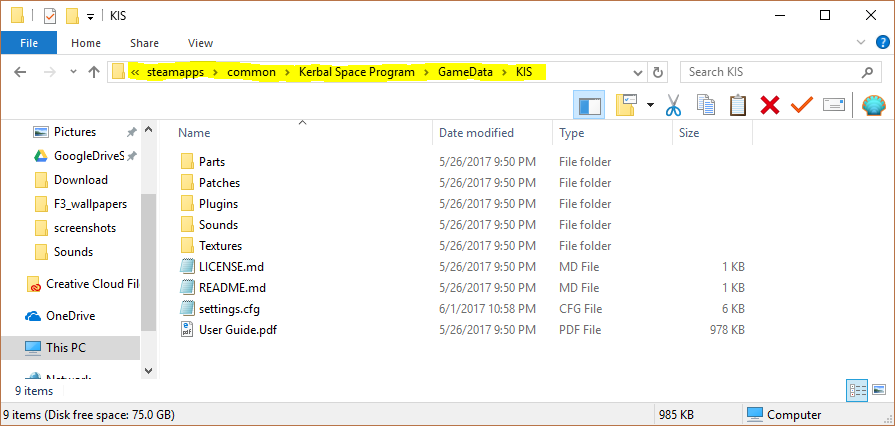 KIS
File Home Share View
« steamapps > common > Kerbal Space Program > GameData > KIS
Search KIS
Name Date modified Type Size
Pictures
GoogleDriveS
Download
F3_wallpapers
screenshots
Sounds
Creative Cloud Fil
OneDrive
This PC
Network
Parts 5/26/2017 9:50 PM File folder
Patches 5/26/2017 9:50 PM File folder
Plugins 5/26/2017 9:50 PM File folder
Sounds 5/26/2017 9:50 PM File folder
Textures 5/26/2017 9:50 PM File folder
LICENSE.md 5/26/2017 9:50 PM MD File 1 KB
README.md 5/26/2017 9:50 PM MD File 1 KB
settings.cfg 6/1/2017 10:58 PM CFG File 6 KB
User Guide.pdf 5/26/2017 9:50 PM PDF File 978 KB
9 items
9 items (Disk free space: 75.0 GB) 985 KB Computer